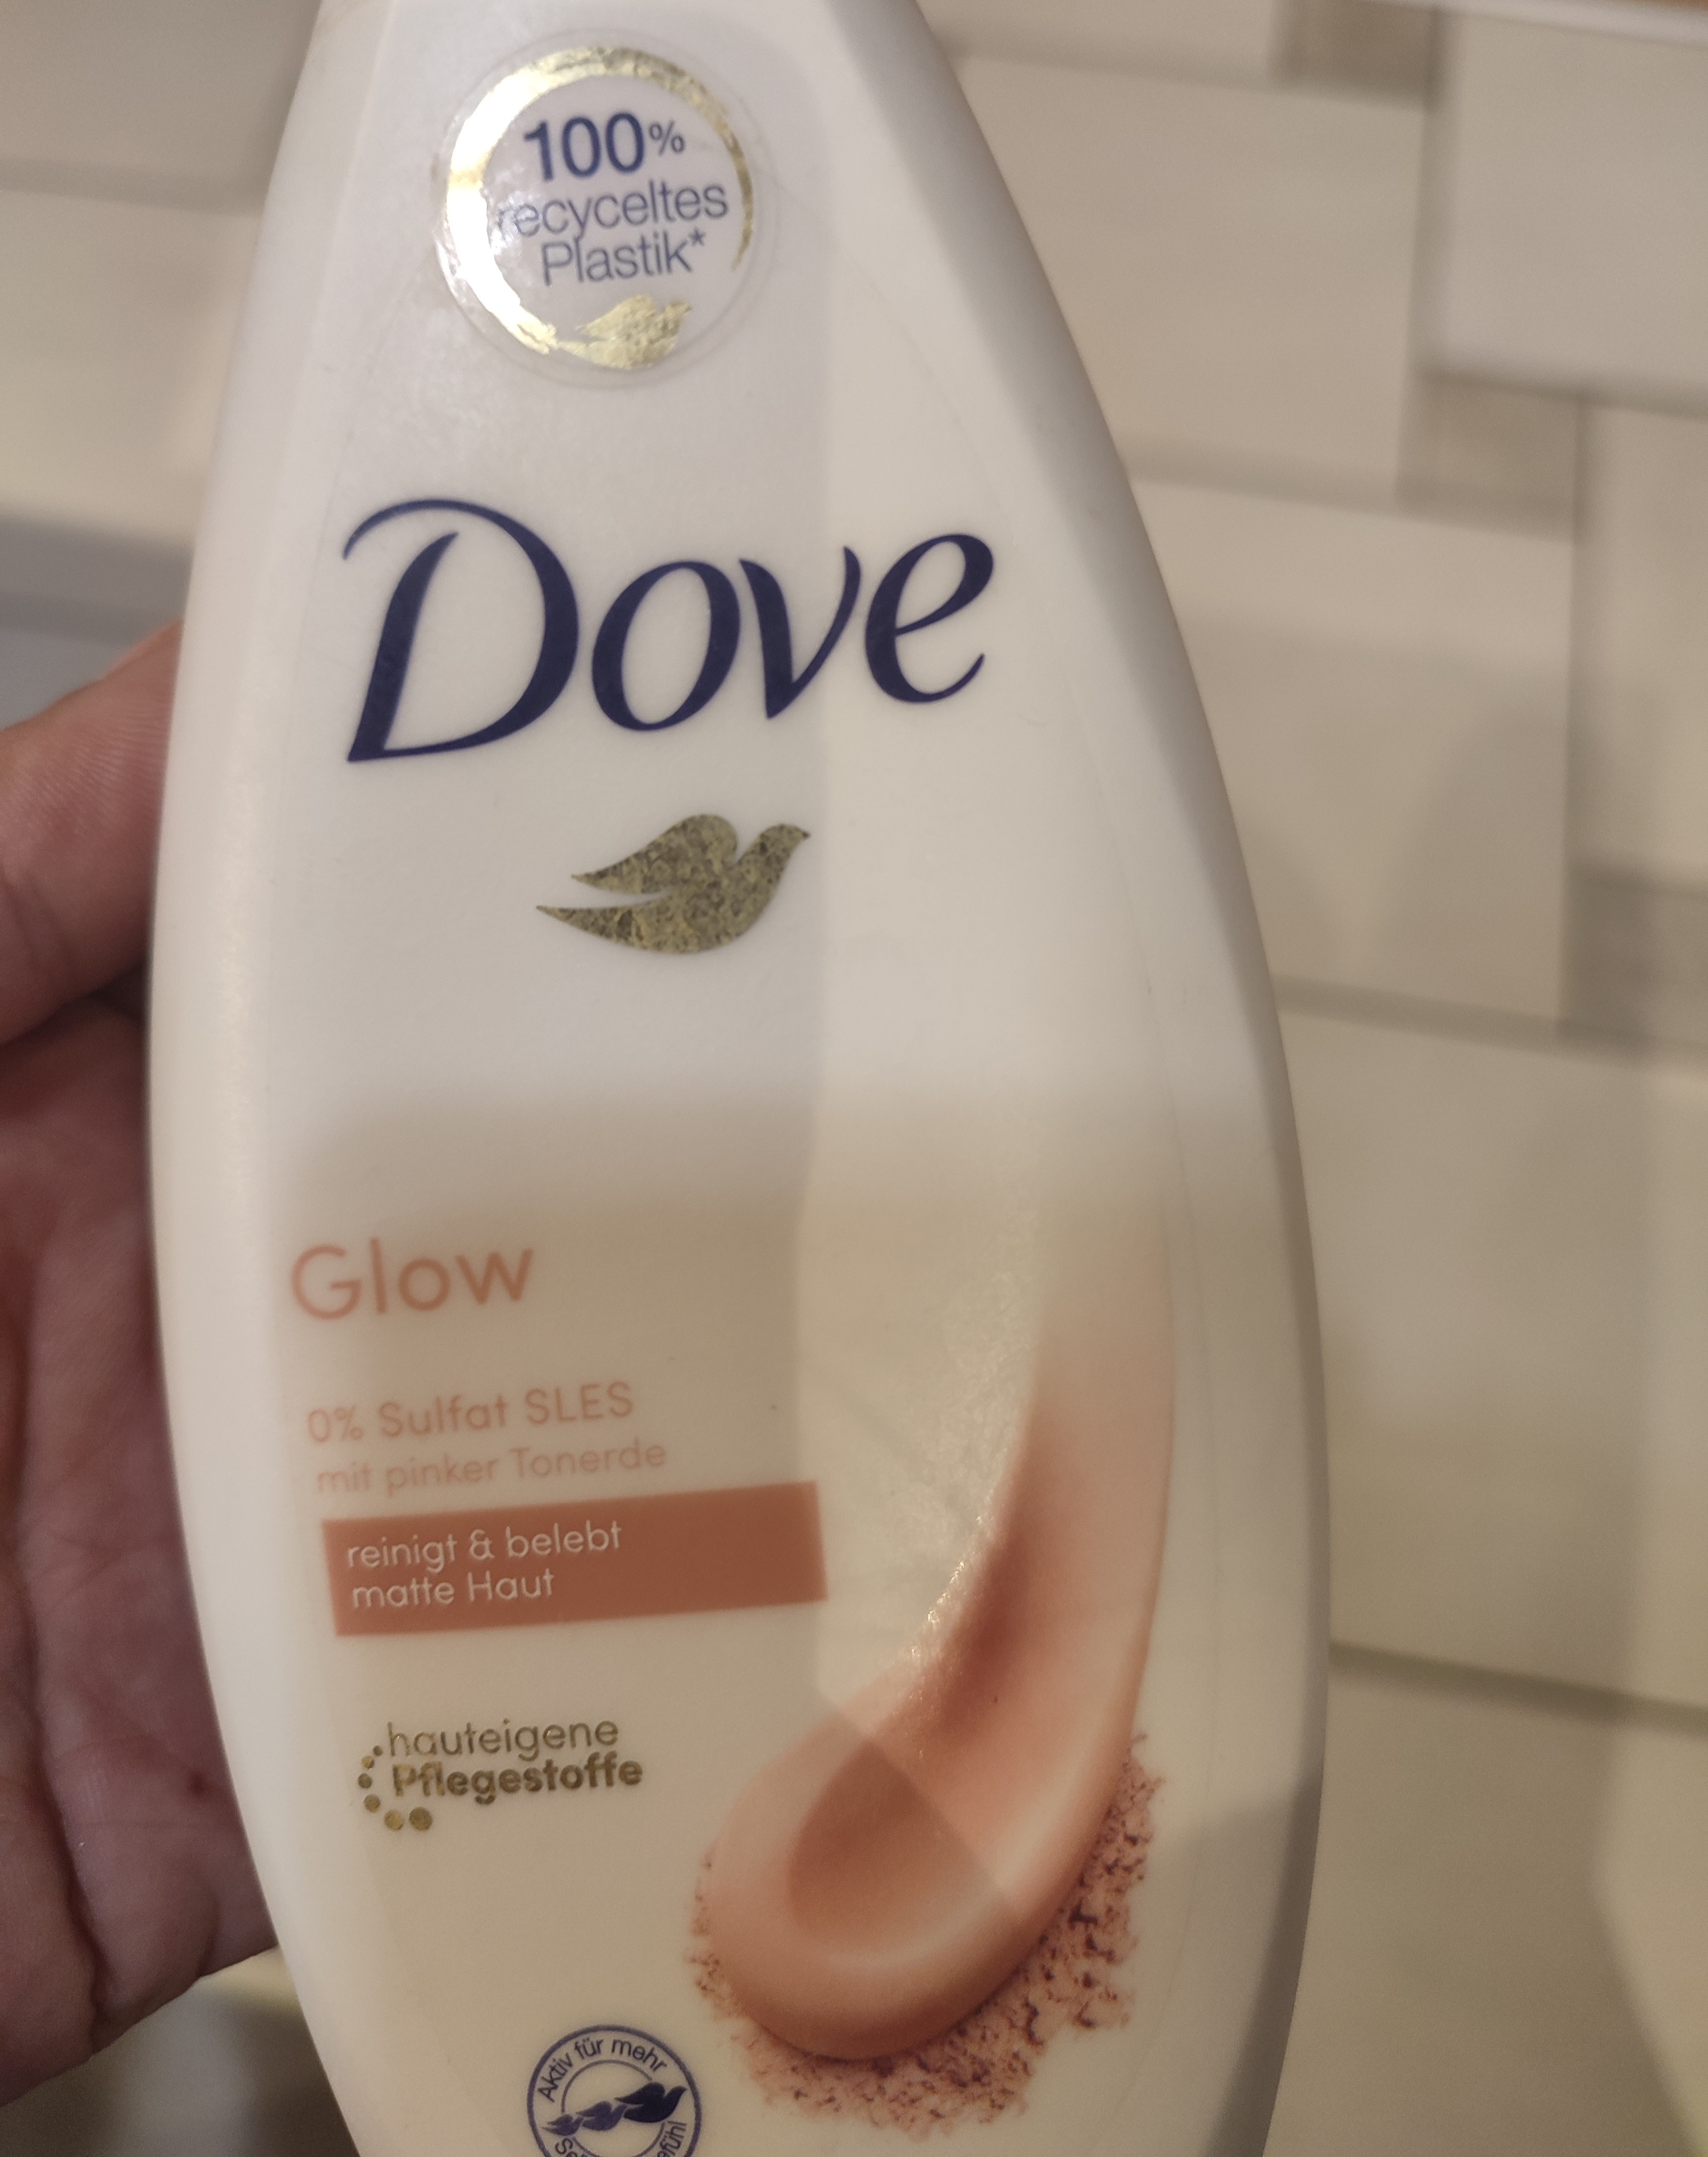 100%
recyceltes
Plastik*
Dove
Glow
0% Sulfat SLES
mit pinker Tonerde
reinigt & belebt
matte Haut
hauteigene
Pflegestoffe
Aktiv für mehr